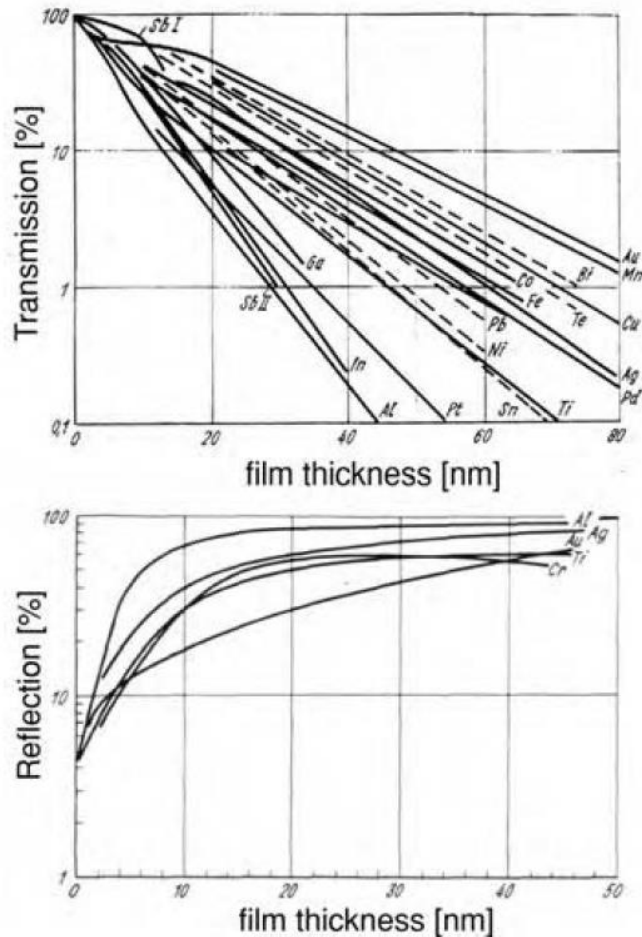 100
Sb I
10
Transmission [%]
Ga
Au
Bi
Mn
Co
1
Fe
Te
Cu
Sb II
Pb
Ni
In
Ag
Pd
0,1
Al
Pt
Sn
Ti
0
20
40
60
80
film thickness [nm]
100
Al
Ag
Au
Ti
Cr
10
Reflection [%]
1
0
10
20
30
40
50
film thickness [nm]